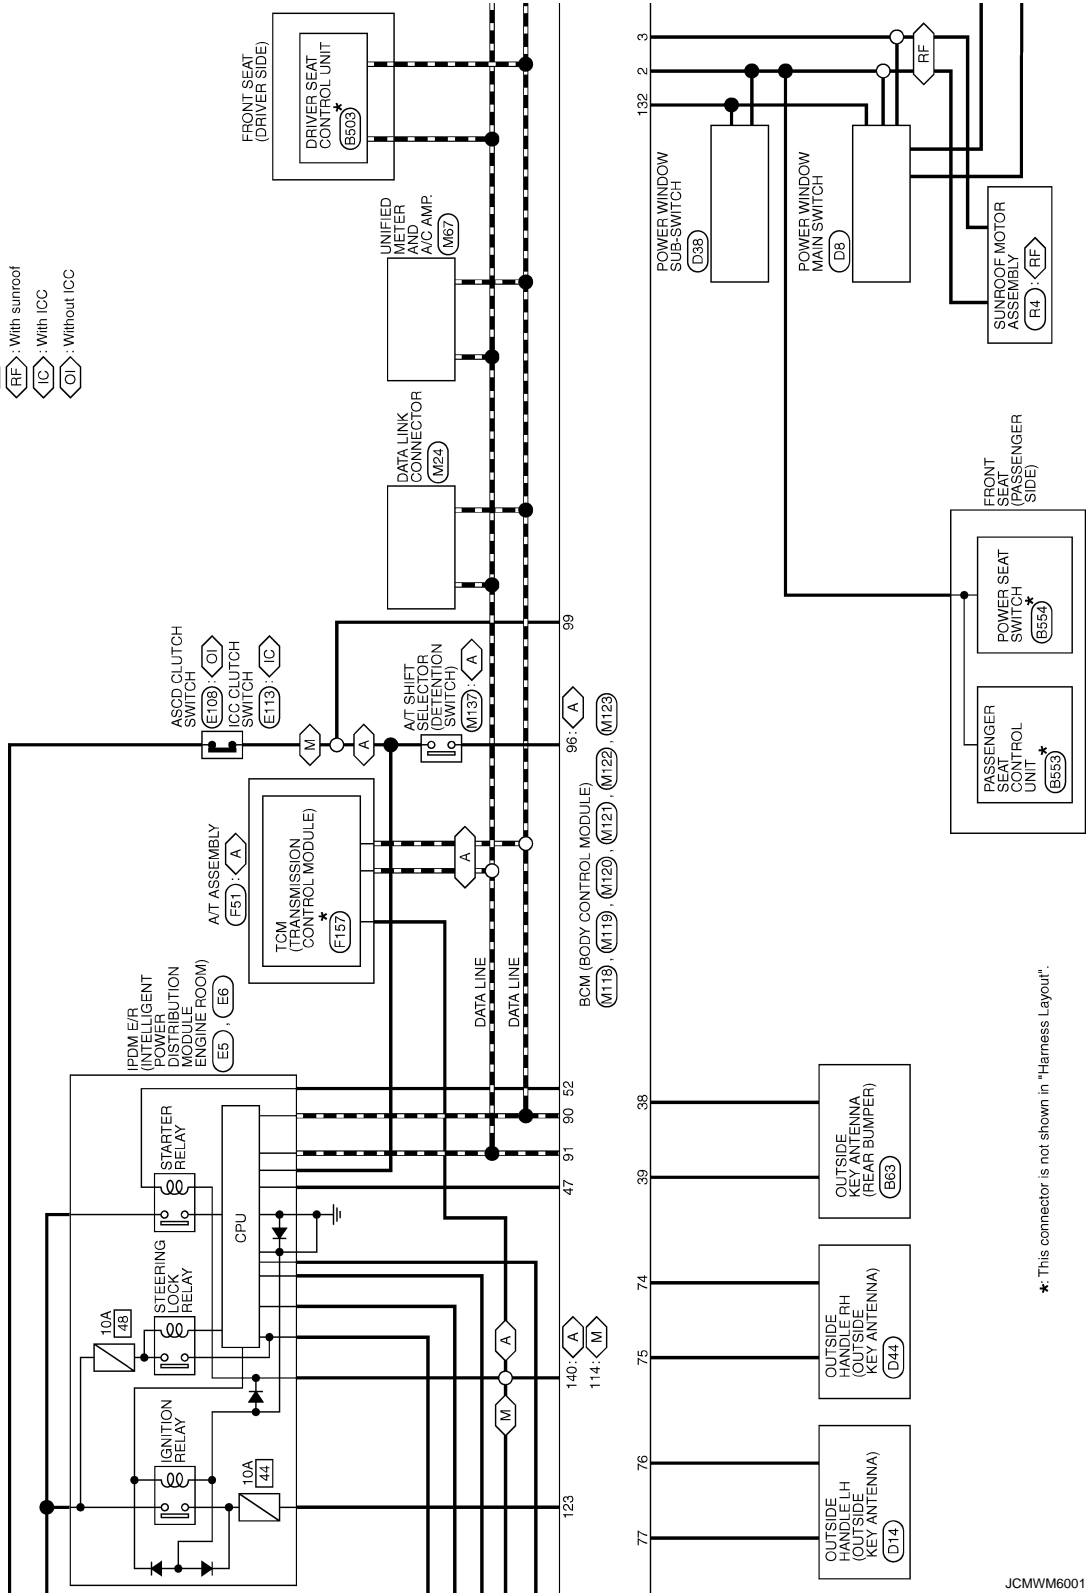 RF : With sunroof
IC : With ICC
OI : Without ICC
FRONT SEAT
(DRIVER SIDE)
DRIVER SEAT
CONTROL UNIT
*
B503
UNIFIED
METER
AND
A/C AMP.
M67
DATA LINK
CONNECTOR
M24
ASCD CLUTCH
SWITCH
E108 : OI
ICC CLUTCH
SWITCH
E113 : IC
M
A
A/T SHIFT
SELECTOR
(DETENTION
SWITCH)
M137 : A
A/T ASSEMBLY
F51 : A
TCM
(TRANSMISSION
CONTROL MODULE)
*
F157
A
DATA LINE
DATA LINE
IPDM E/R
(INTELLIGENT
POWER
DISTRIBUTION
MODULE
ENGINE ROOM)
E5 , E6
STARTER
RELAY
CPU
STEERING
LOCK
RELAY
10A
48
IGNITION
RELAY
10A
44
A
M
99
96: A
52
90
91
47
140: A
114: M
123
BCM (BODY CONTROL MODULE)
M118 , M119 , M120 , M121 , M122 , M123
3
2
132
RF
POWER WINDOW
SUB-SWITCH
D38
POWER WINDOW
MAIN SWITCH
D8
SUNROOF MOTOR
ASSEMBLY
R4 : RF
FRONT
SEAT
(PASSENGER
SIDE)
POWER SEAT
SWITCH
*
B554
PASSENGER
SEAT
CONTROL
UNIT
*
B553
38
39
OUTSIDE
KEY ANTENNA
(REAR BUMPER)
B63
74
75
OUTSIDE
HANDLE RH
(OUTSIDE
KEY ANTENNA)
D44
76
77
OUTSIDE
HANDLE LH
(OUTSIDE
KEY ANTENNA)
D14
*: This connector is not shown in "Harness Layout".
JCMWM6001